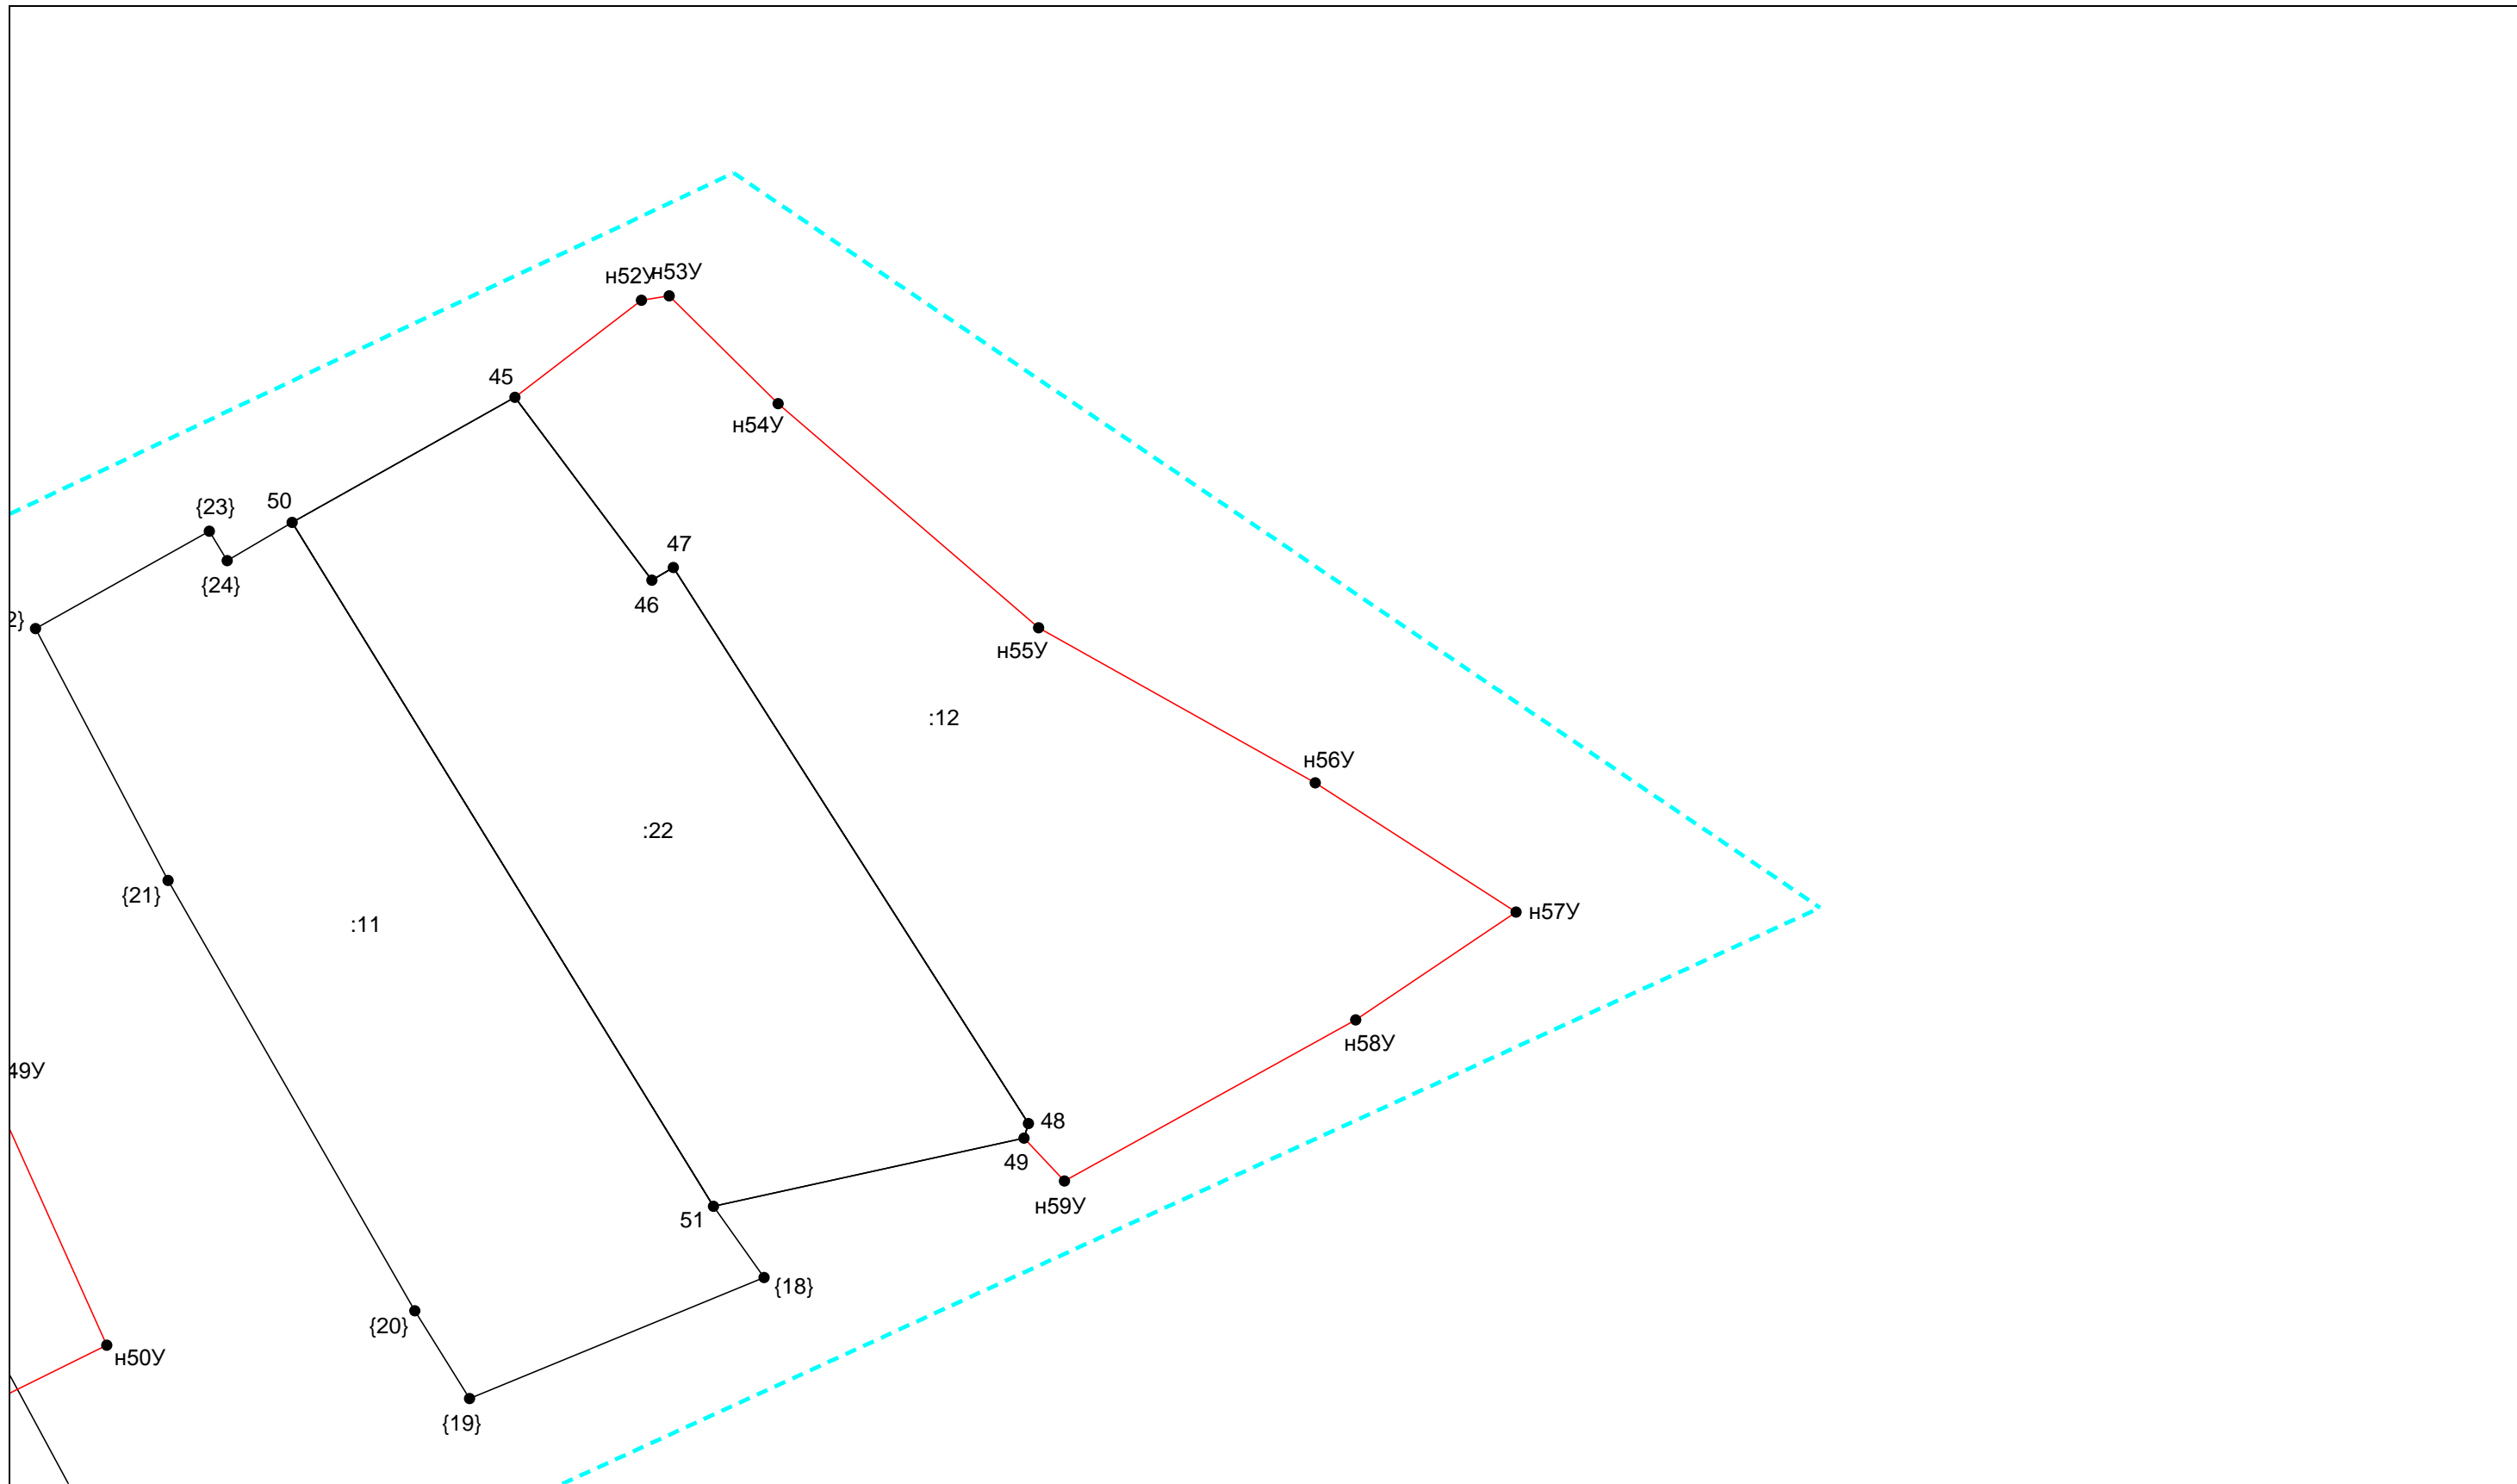 н52У
н53У
45
н54У
50
{23}
47
{24}
46
2}
н55У
:12
н56У
:22
{21}
н57У
:11
н58У
49У
48
49
н59У
51
{18}
{20}
н50У
{19}